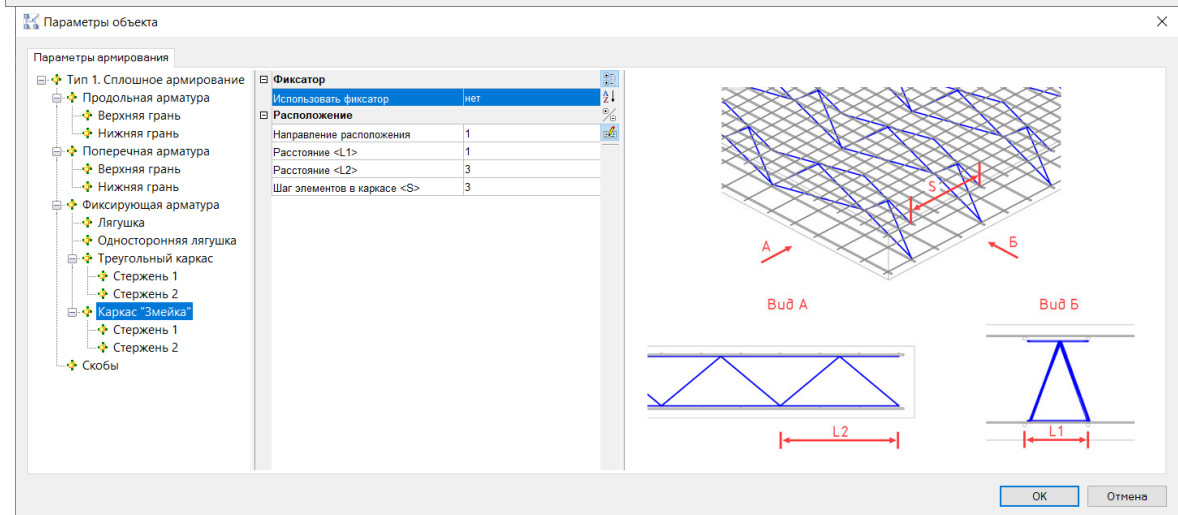 Параметры объекта
Параметры армирования
Тип 1. Сплошное армирование
Продольная арматура
Верхняя грань
Нижняя грань
Поперечная арматура
Верхняя грань
Нижняя грань
Фиксирующая арматура
Лягушка
Односторонняя лягушка
Треугольный каркас
Стержень 1
Стержень 2
Каркас "Змейка"
Стержень 1
Стержень 2
Скобы
Фиксатор
Использовать фиксатор нет
Расположение
Направление расположения 1
Расстояние <L1> 1
Расстояние <L2> 3
Шаг элементов в каркасе <S> 3
S
А
Б
Вид А
Вид Б
L2
L1
OK
Отмена